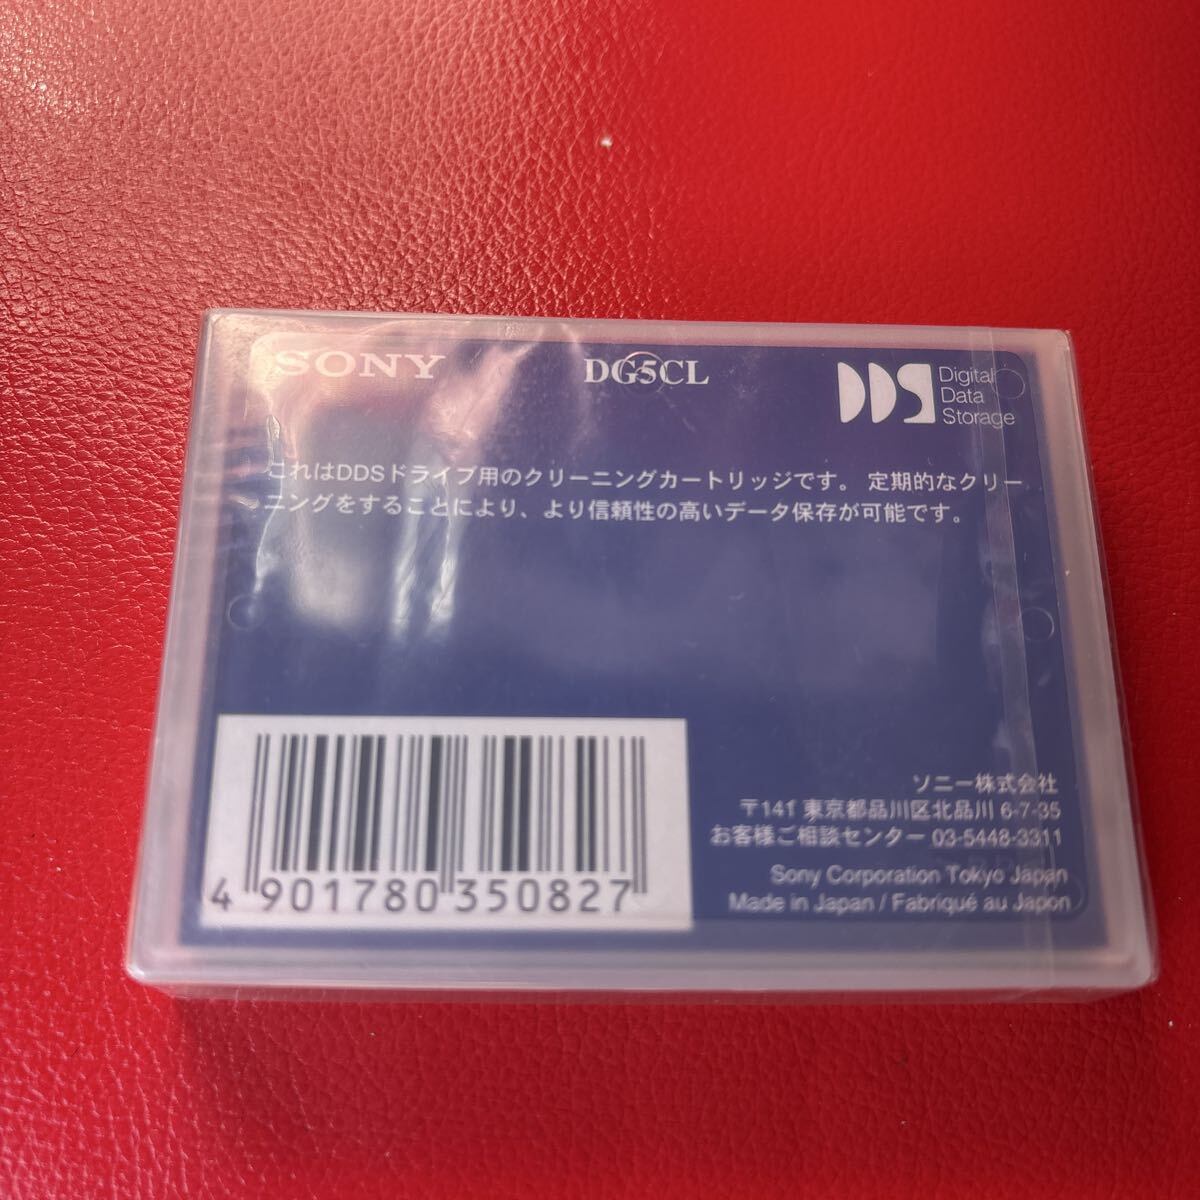 SONY
DG5CL
DDS
Digital
Data
Storage
これはDDSドライブ用のクリーニングカートリッジです。 定期的なクリー
ニングをすることにより、より信頼性の高いデータ保存が可能です。
ソニー株式会社
〒141 東京都品川区北品川 6-7-35
お客様ご相談センター 03-5448-3311
Sony Corporation Tokyo Japan
Made in Japan / Fabriqué au Japon
4 901780 350827